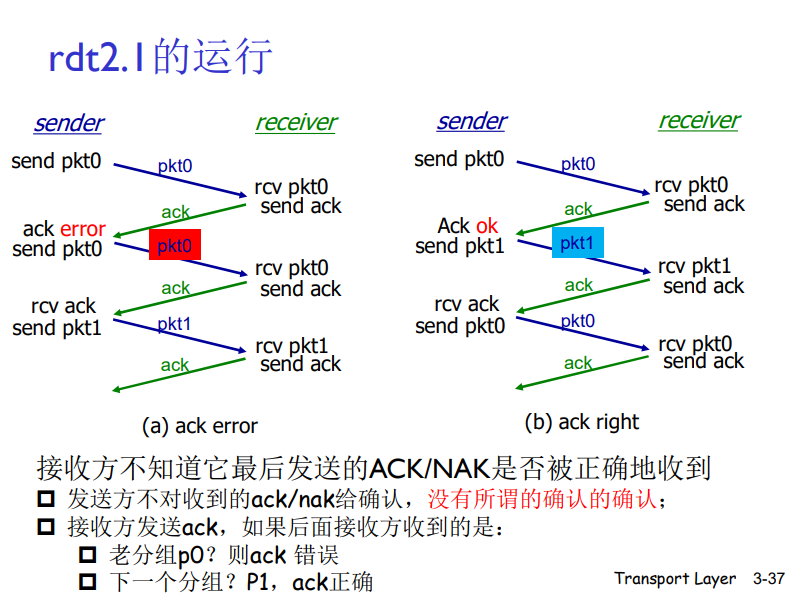 rdt2.1的运行
sender
receiver
send pkt0
pkt0
rcv pkt0
send ack
ack
ack error
send pkt0
pkt0
rcv pkt0
send ack
ack
rcv ack
send pkt1
pkt1
rcv pkt1
send ack
ack
(a) ack error
sender
receiver
send pkt0
pkt0
rcv pkt0
send ack
ack
Ack ok
send pkt1
pkt1
rcv pkt1
send ack
ack
rcv ack
send pkt0
pkt0
rcv pkt0
send ack
ack
(b) ack right
接收方不知道它最后发送的ACK/NAK是否被正确地收到
发送方不对收到的ack/nak给确认，没有所谓的确认的确认；
接收方发送ack，如果后面接收方收到的是：
老分组p0？则ack 错误
下一个分组？P1，ack正确
Transport Layer 3-37